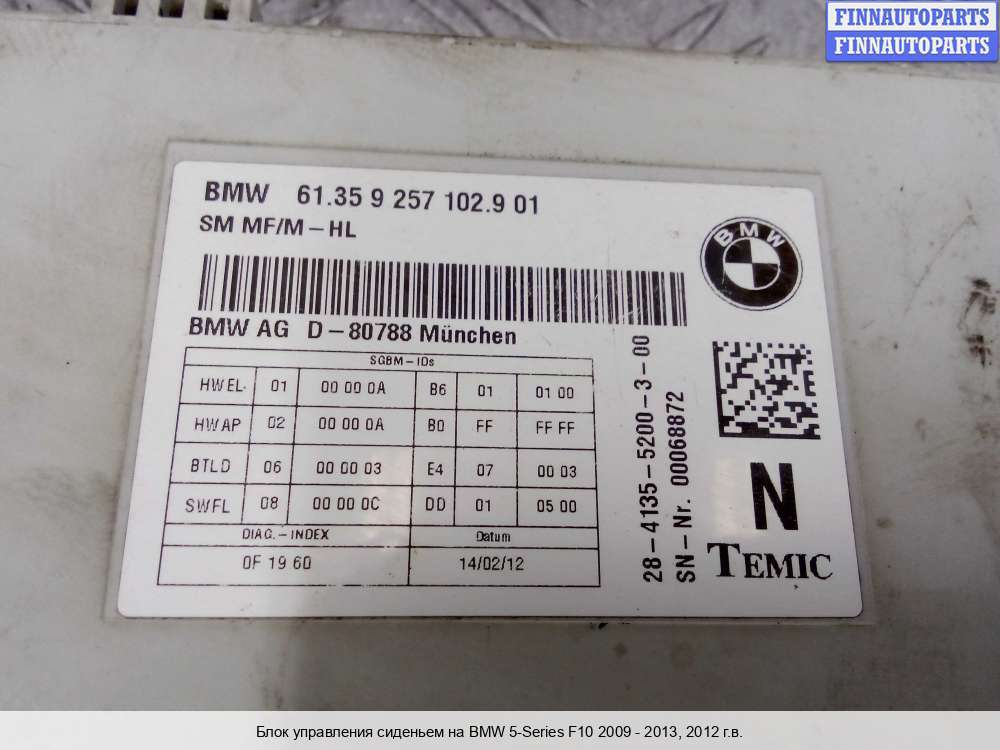 FINNAUTOPARTS
FINNAUTOPARTS
BMW 61.35 9 257 102.9 01
SM MF/M-HL
BMW
BMW AG D-80788 München
SGBM-IDs
HWEL. 01 00 00 0A B6 01 01 00
HWAP 02 00 00 0A B0 FF FF FF
BTLD 06 00 00 03 E4 07 00 03
SWFL 08 00 00 0C DD 01 05 00
DIAG.-INDEX Datum
0F 19 60 14/02/12
28-4135-5200-3-00
SN-Nr. 00068872
E
N
TEMIC
Блок управления сиденьем на BMW 5-Series F10 2009 - 2013, 2012 г.в.